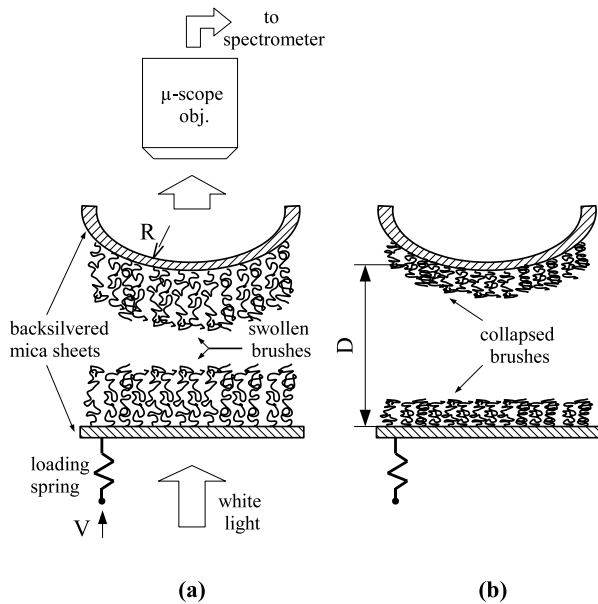 to
spectrometer
μ-scope
obj.
R
backsilvered
mica sheets
swollen
brushes
loading
spring
V
white
light
(a)
D
collapsed
brushes
(b)